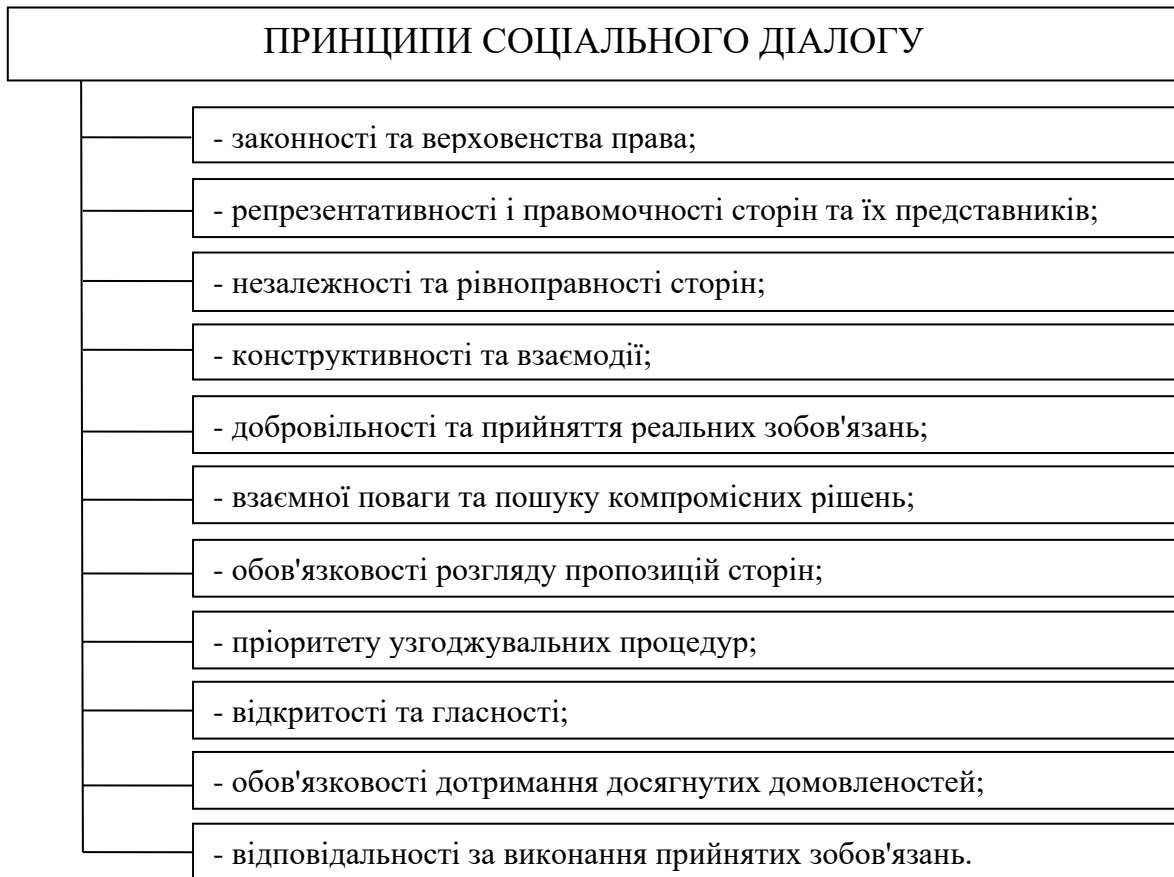 ПРИНЦИПИ СОЦІАЛЬНОГО ДІАЛОГУ
- законності та верховенства права;
- репрезентативності і правомочності сторін та їх представників;
- незалежності та рівноправності сторін;
- конструктивності та взаємодії;
- добровільності та прийняття реальних зобов'язань;
- взаємної поваги та пошуку компромісних рішень;
- обов'язковості розгляду пропозицій сторін;
- пріоритету узгоджувальних процедур;
- відкритості та гласності;
- обов'язковості дотримання досягнутих домовленостей;
- відповідальності за виконання прийнятих зобов'язань.